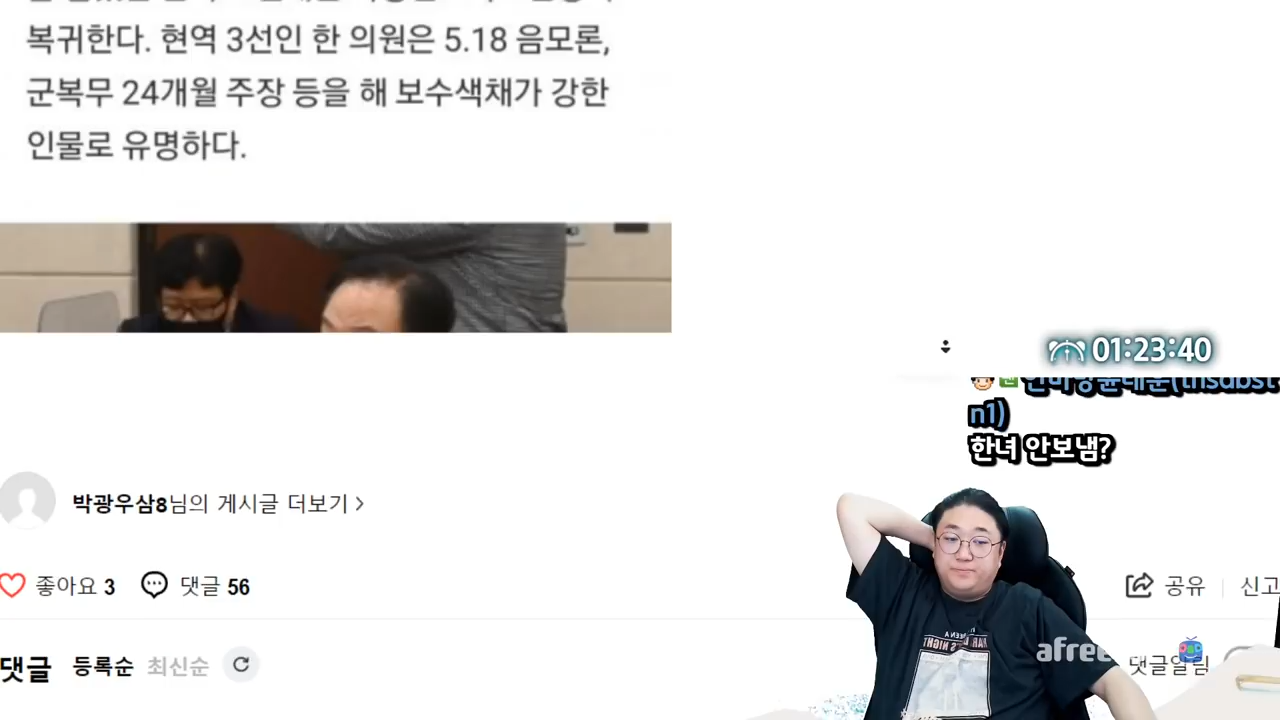 복귀한다. 현역 3선인 한 의원은 5.18 음모론,
군복무 24개월 주장 등을 해 보수색채가 강한
인물로 유명하다.
01:23:40
n1)
한녀 안보냄?
박광우삼8님의 게시글 더보기 >
좋아요 3 댓글 56
공유 신고
댓글 등록순 최신순
댓글알림
afree